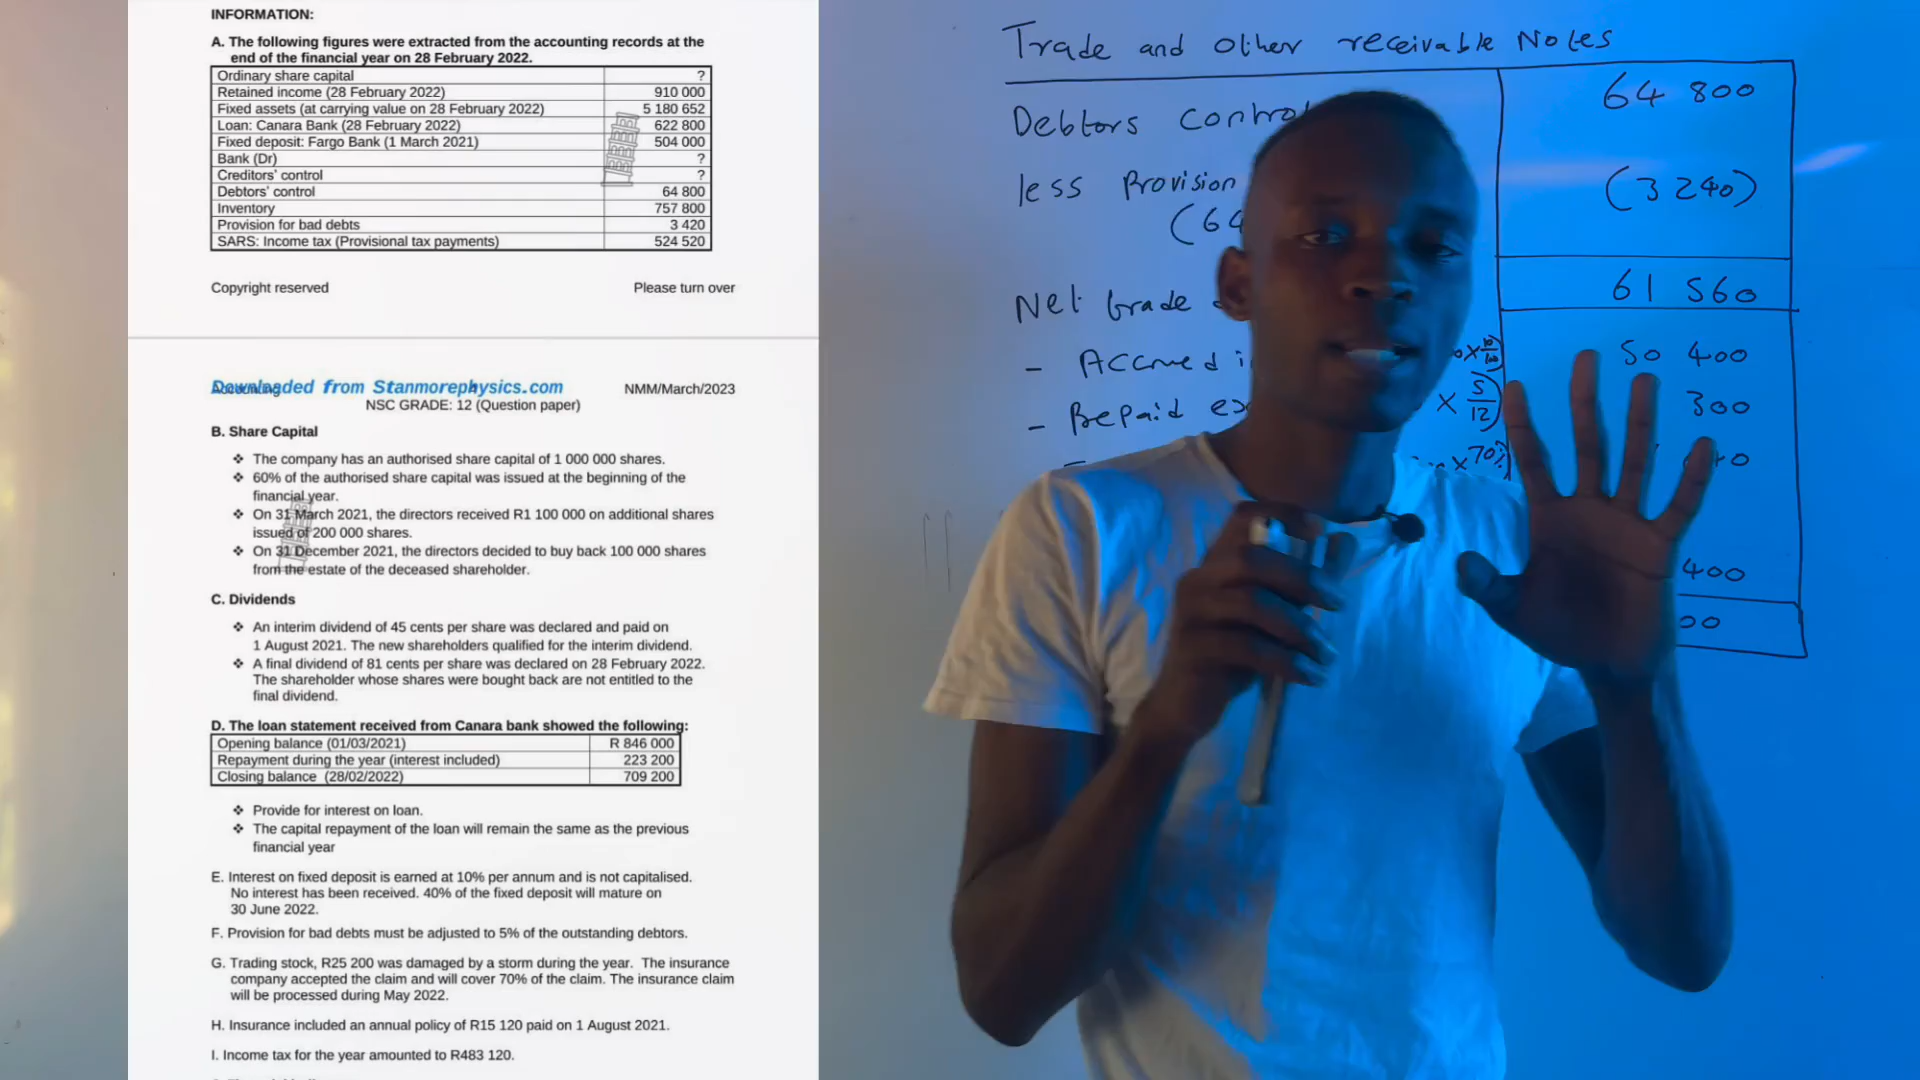 INFORMATION:
A. The following figures were extracted from the accounting records at the
end of the financial year on 28 February 2022.
Ordinary share capital ?
Retained income (28 February 2022) 910 000
Fixed assets (at carrying value on 28 February 2022) 5 180 652
Loan: Canara Bank (28 February 2022) 622 800
Fixed deposit: Fargo Bank (1 March 2021) 504 000
Bank (Dr) ?
Creditors' control ?
Debtors' control 64 800
Inventory 757 800
Provision for bad debts 3 420
SARS: Income tax (Provisional tax payments) 524 520
Copyright reserved Please turn over
Downloaded from Stanmorephysics.com NMM/March/2023
NSC GRADE: 12 (Question paper)
B. Share Capital
❖ The company has an authorised share capital of 1 000 000 shares.
❖ 60% of the authorised share capital was issued at the beginning of the
financial year.
❖ On 31 March 2021, the directors received R1 100 000 on additional shares
issued of 200 000 shares.
❖ On 31 December 2021, the directors decided to buy back 100 000 shares
from the estate of the deceased shareholder.
C. Dividends
❖ An interim dividend of 45 cents per share was declared and paid on
1 August 2021. The new shareholders qualified for the interim dividend.
❖ A final dividend of 81 cents per share was declared on 28 February 2022.
The shareholder whose shares were bought back are not entitled to the
final dividend.
D. The loan statement received from Canara bank showed the following:
Opening balance (01/03/2021) R 846 000
Repayment during the year (interest included) 223 200
Closing balance (28/02/2022) 709 200
❖ Provide for interest on loan.
❖ The capital repayment of the loan will remain the same as the previous
financial year
E. Interest on fixed deposit is earned at 10% per annum and is not capitalised.
No interest has been received. 40% of the fixed deposit will mature on
30 June 2022.
F. Provision for bad debts must be adjusted to 5% of the outstanding debtors.
G. Trading stock, R25 200 was damaged by a storm during the year. The insurance
company accepted the claim and will cover 70% of the claim. The insurance claim
will be processed during May 2022.
H. Insurance included an annual policy of R15 120 paid on 1 August 2021.
I. Income tax for the year amounted to R483 120.
Trade and other receivable Notes
Debtors contro 64 800
less Provision (3 240)
(64
Net trade 61 560
- Accrued i 0 x 10/100) 50 400
- Prepaid ex x 5/12) 300
- x 70%
400
00